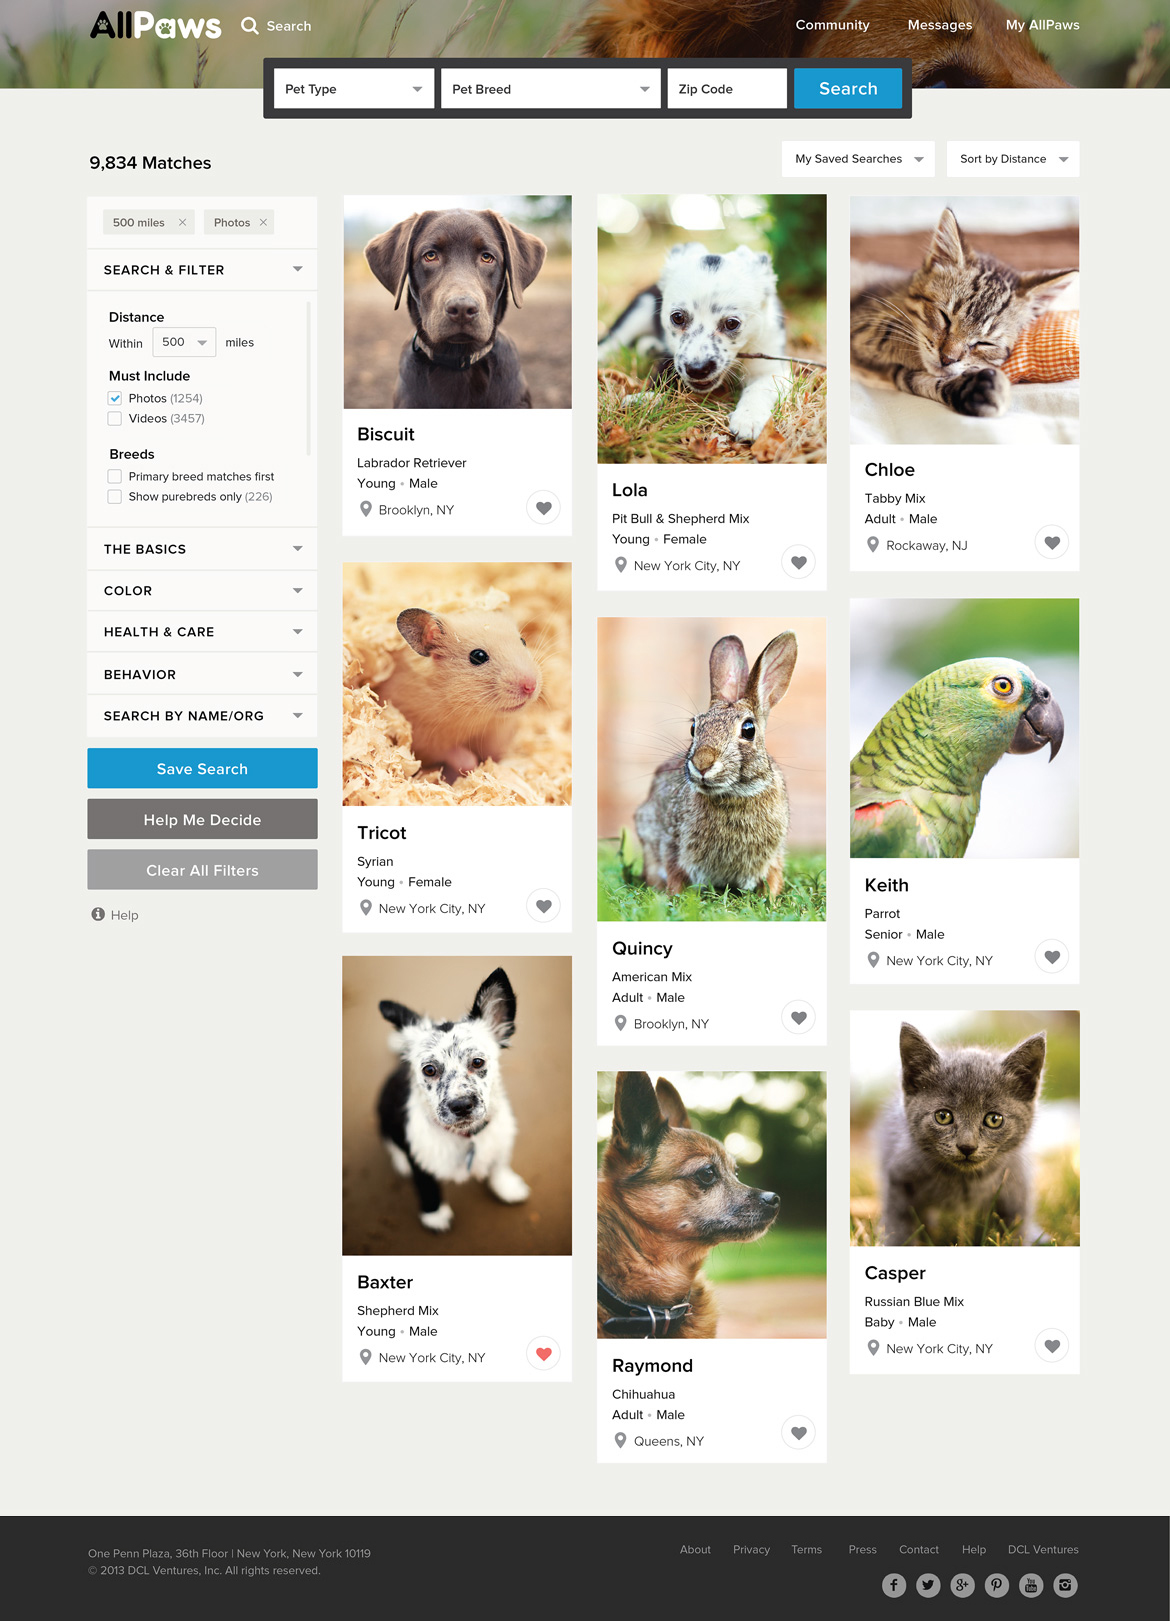 AllPaws
Search
Community
Messages
My AllPaws
Pet Type
Pet Breed
Zip Code
Search
9,834 Matches
My Saved Searches
Sort by Distance
500 miles ×
Photos ×
SEARCH & FILTER
Distance
Within 500 miles
Must Include
Photos (1254)
Videos (3457)
Breeds
Primary breed matches first
Show purebreds only (226)
THE BASICS
COLOR
HEALTH & CARE
BEHAVIOR
SEARCH BY NAME/ORG
Save Search
Help Me Decide
Clear All Filters
Help
Biscuit
Labrador Retriever
Young • Male
Brooklyn, NY
Lola
Pit Bull & Shepherd Mix
Young • Female
New York City, NY
Chloe
Tabby Mix
Adult • Male
Rockaway, NJ
Tricot
Syrian
Young • Female
New York City, NY
Quincy
American Mix
Adult • Male
Brooklyn, NY
Keith
Parrot
Senior • Male
New York City, NY
Baxter
Shepherd Mix
Young • Male
New York City, NY
Raymond
Chihuahua
Adult • Male
Queens, NY
Casper
Russian Blue Mix
Baby • Male
New York City, NY
One Penn Plaza, 36th Floor | New York, New York 10119
© 2013 DCL Ventures, Inc. All rights reserved.
About
Privacy
Terms
Press
Contact
Help
DCL Ventures
You Tube